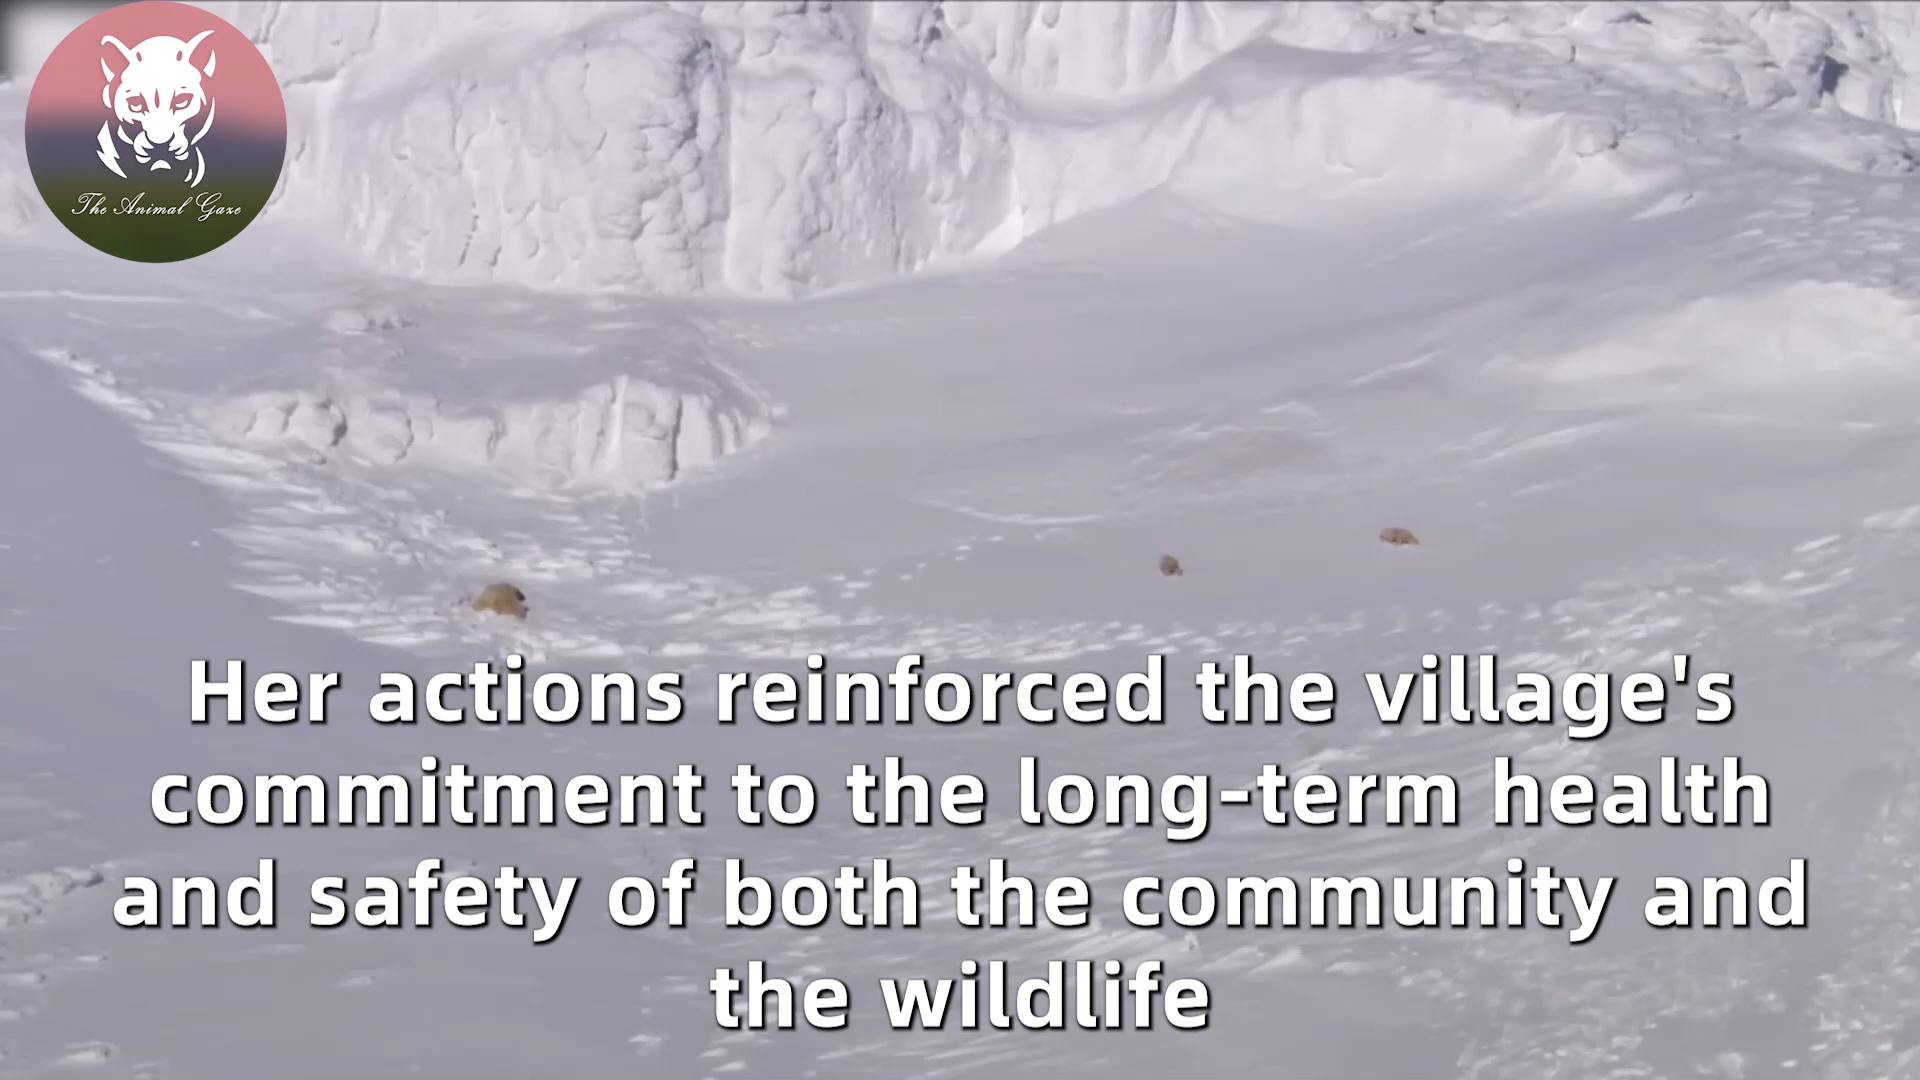 The Animal Gaze
Her actions reinforced the village's
commitment to the long-term health
and safety of both the community and
the wildlife